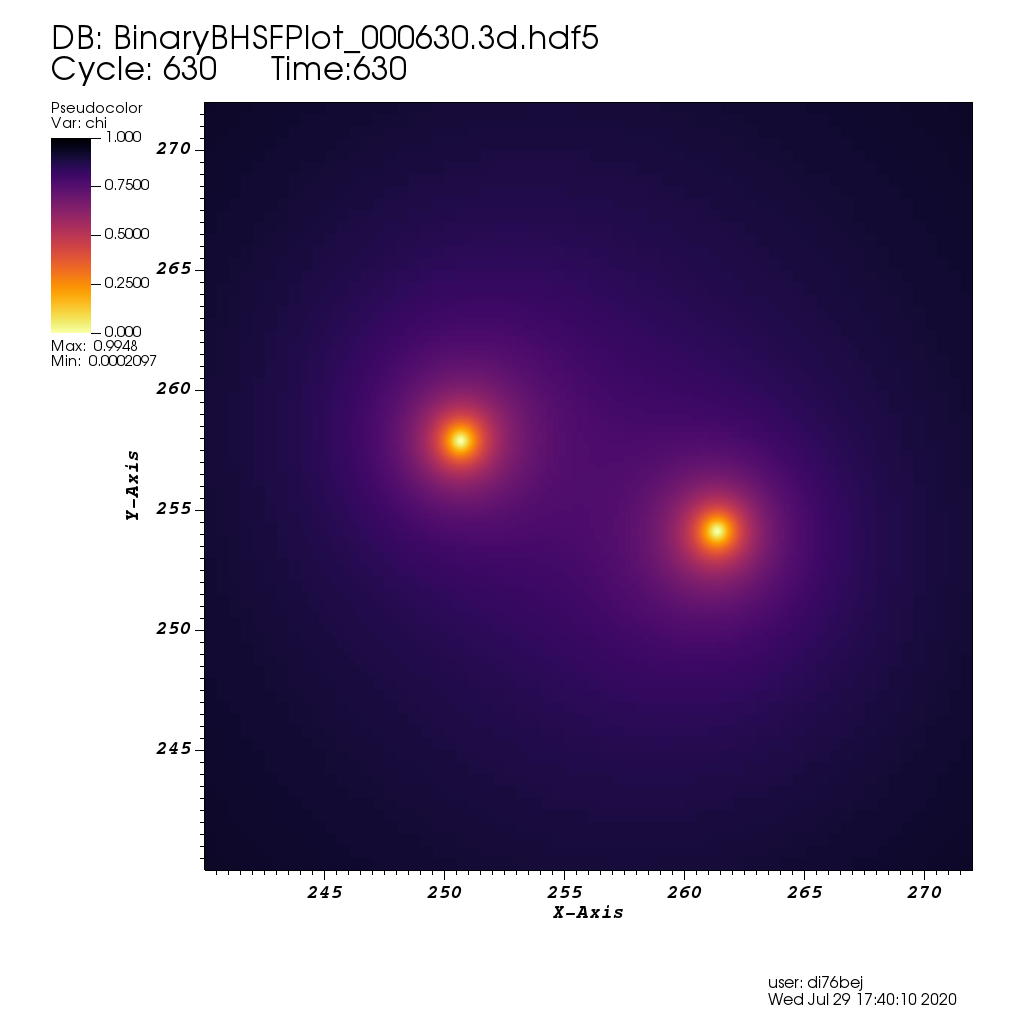 DB: BinaryBHSFPlot_000630.3d.hdf5
Cycle: 630 Time:630
Pseudocolor
Var: chi
1.000
0.7500
0.5000
0.2500
0.000
Max: 0.9948
Min: 0.0002097
270
265
260
255
250
245
Y-Axis
245 250 255 260 265 270
X-Axis
user: di76bej
Wed Jul 29 17:40:10 2020